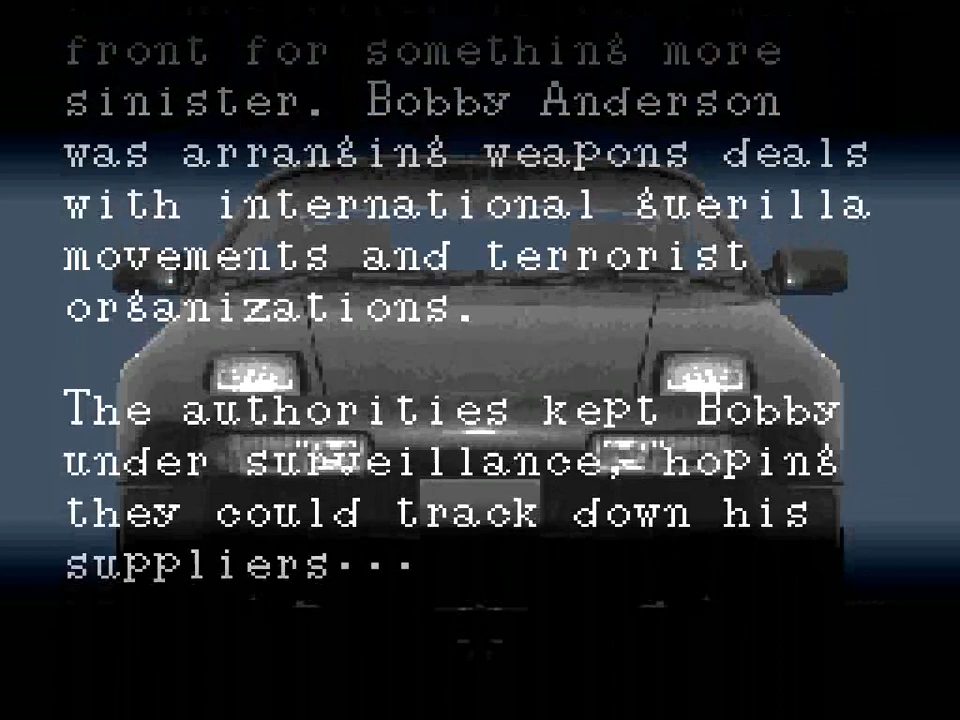 front for something more
sinister. Bobby Anderson
was arranging weapons deals
with international guerilla
movements and terrorist
organizations.
The authorities kept Bobby
under surveillance, hoping
they could track down his
suppliers...